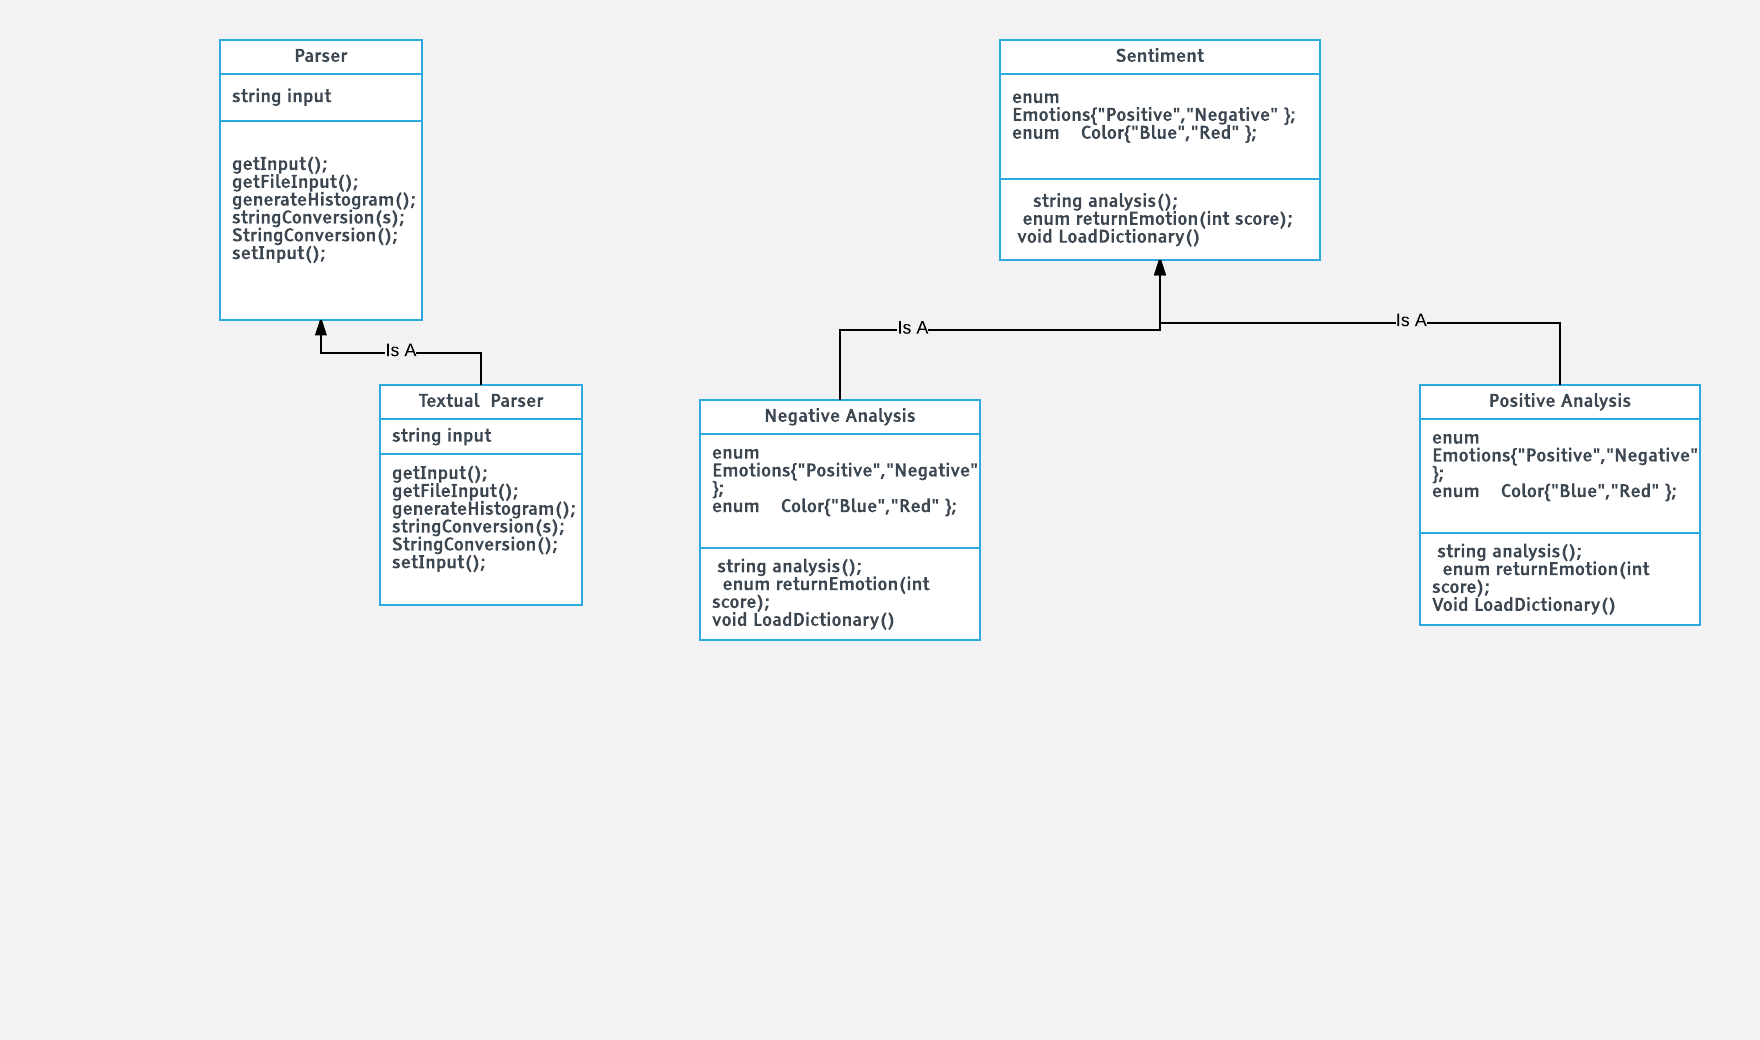 Parser
string input
getInput();
getFileInput();
generateHistogram();
stringConversion(s);
StringConversion();
setInput();
Is A
Textual  Parser
string input
getInput();
getFileInput();
generateHistogram();
stringConversion(s);
StringConversion();
setInput();
Sentiment
enum
Emotions{"Positive","Negative" };
enum    Color{"Blue","Red" };
string analysis();
enum returnEmotion(int score);
void LoadDictionary()
Is A
Is A
Negative Analysis
enum
Emotions{"Positive","Negative"
};
enum    Color{"Blue","Red" };
string analysis();
enum returnEmotion(int
score);
void LoadDictionary()
Positive Analysis
enum
Emotions{"Positive","Negative"
};
enum    Color{"Blue","Red" };
string analysis();
enum returnEmotion(int
score);
Void LoadDictionary()